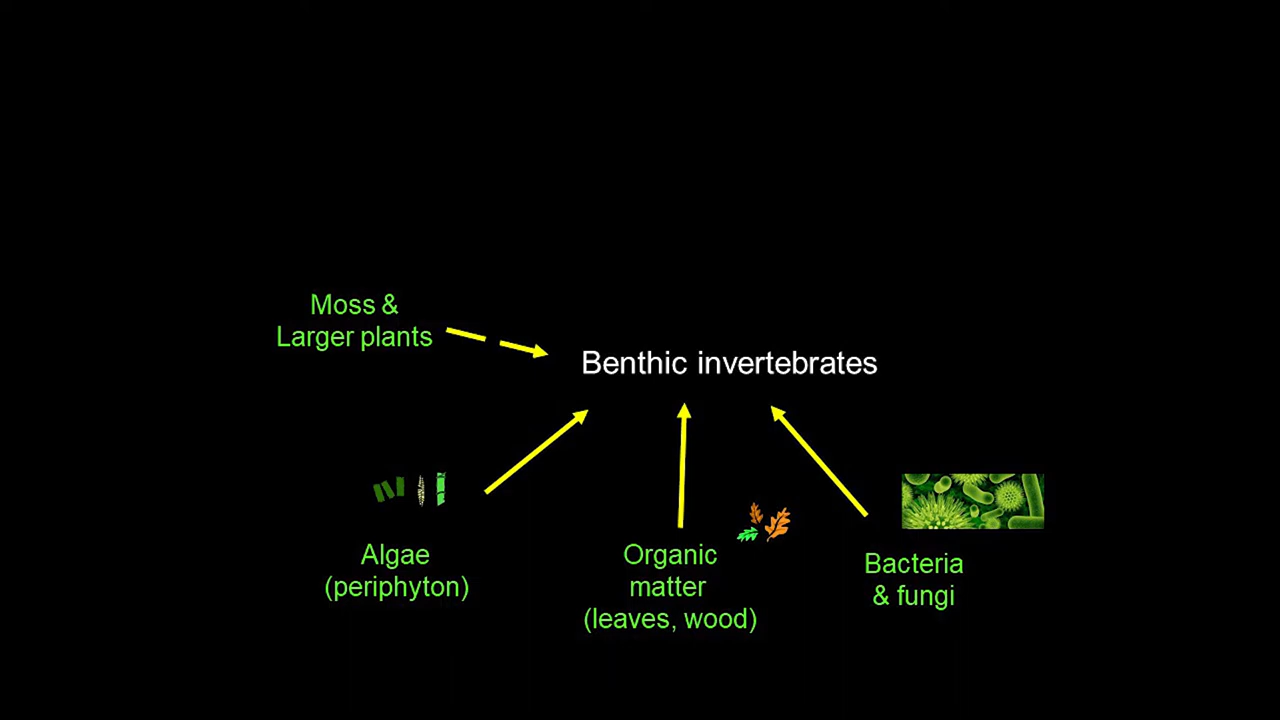 Moss &
Larger plants
Benthic invertebrates
Algae
(periphyton)
Organic
matter
(leaves, wood)
Bacteria
& fungi